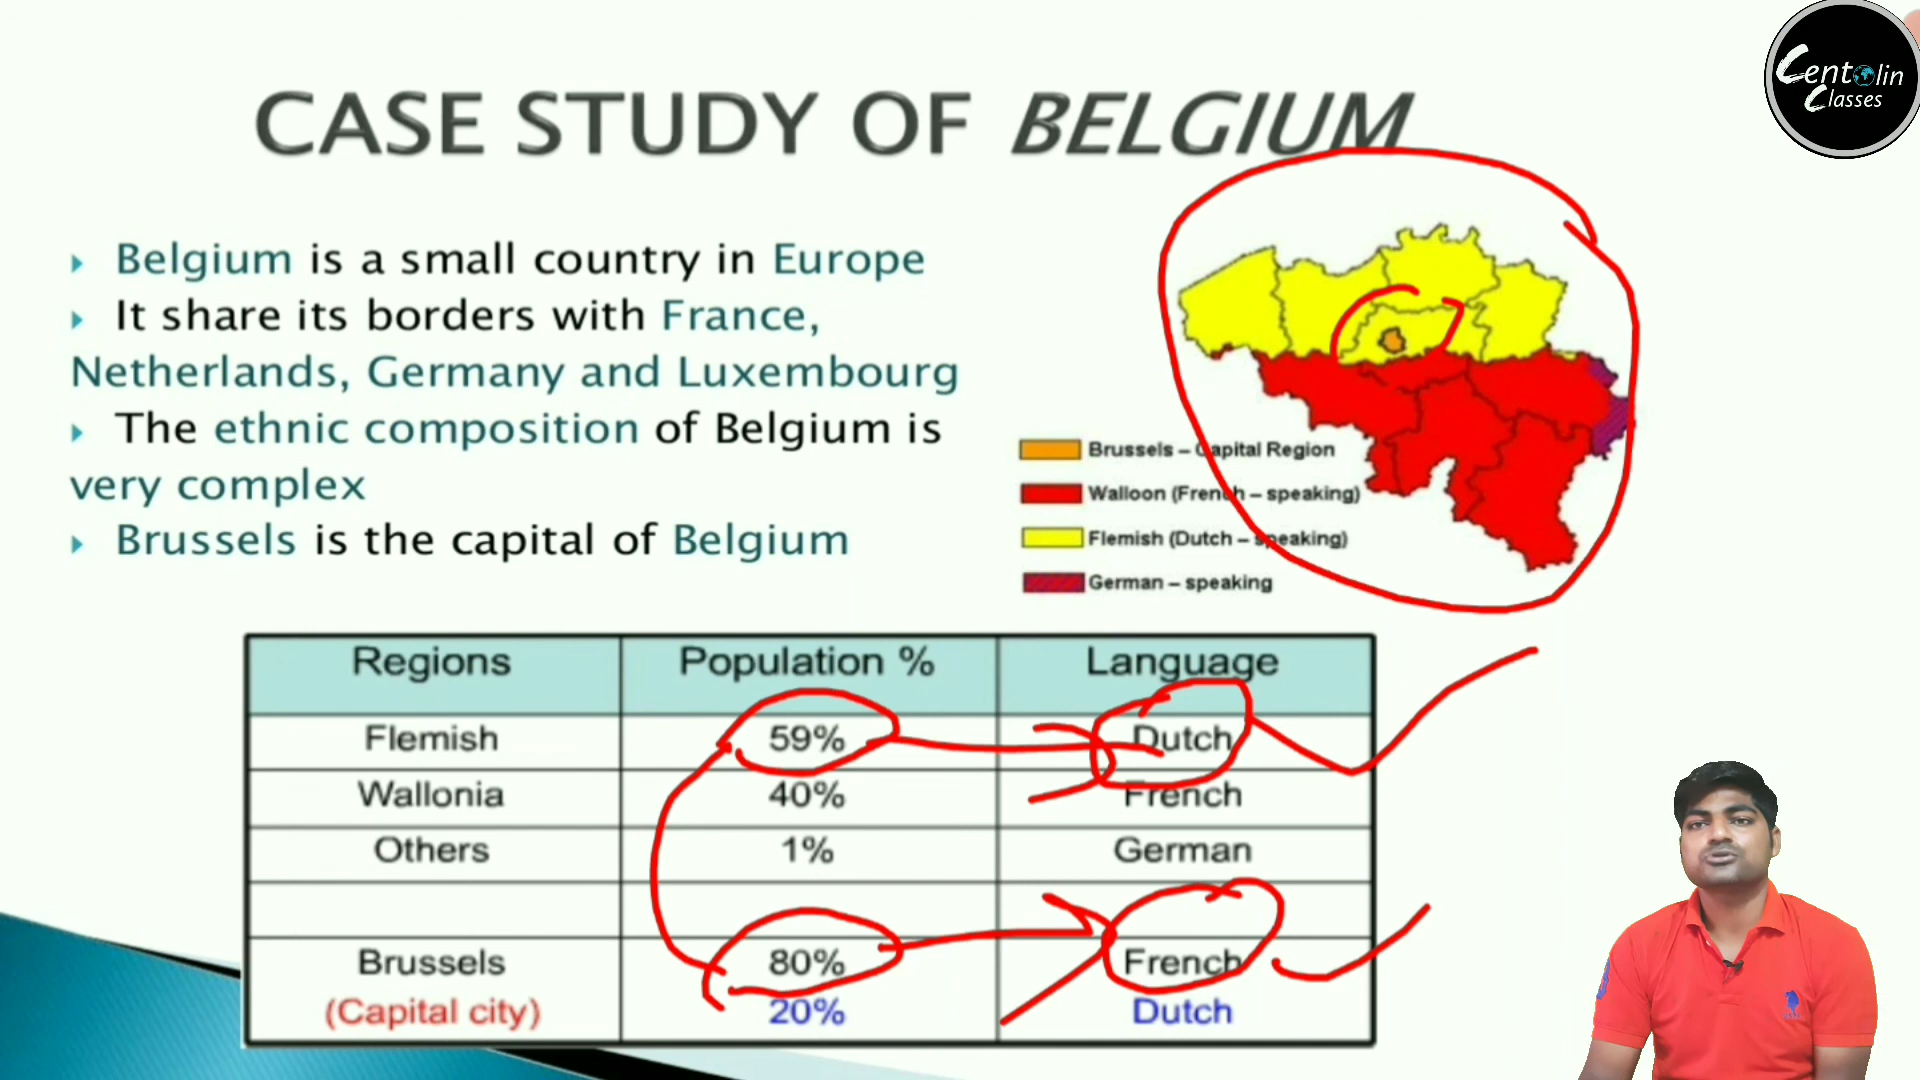 Cent lin
Classes
CASE STUDY OF BELGIUM
Belgium is a small country in Europe
It share its borders with France,
Netherlands, Germany and Luxembourg
The ethnic composition of Belgium is
very complex
Brussels is the capital of Belgium
Brussels – Capital Region
Walloon (French – speaking)
Flemish (Dutch – speaking)
German – speaking
Regions Population % Language
Flemish 59% Dutch
Wallonia 40% French
Others 1% German
Brussels 80% French
(Capital city) 20% Dutch